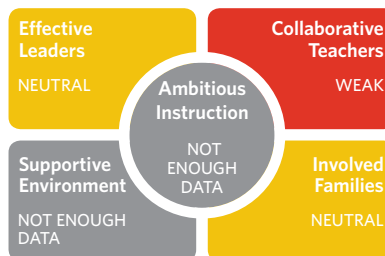 Effective
Leaders
NEUTRAL
Collaborative
Teachers
WEAK
Ambitious
Instruction
NOT
ENOUGH
DATA
Supportive
Environment
NOT ENOUGH
DATA
Involved
Families
NEUTRAL